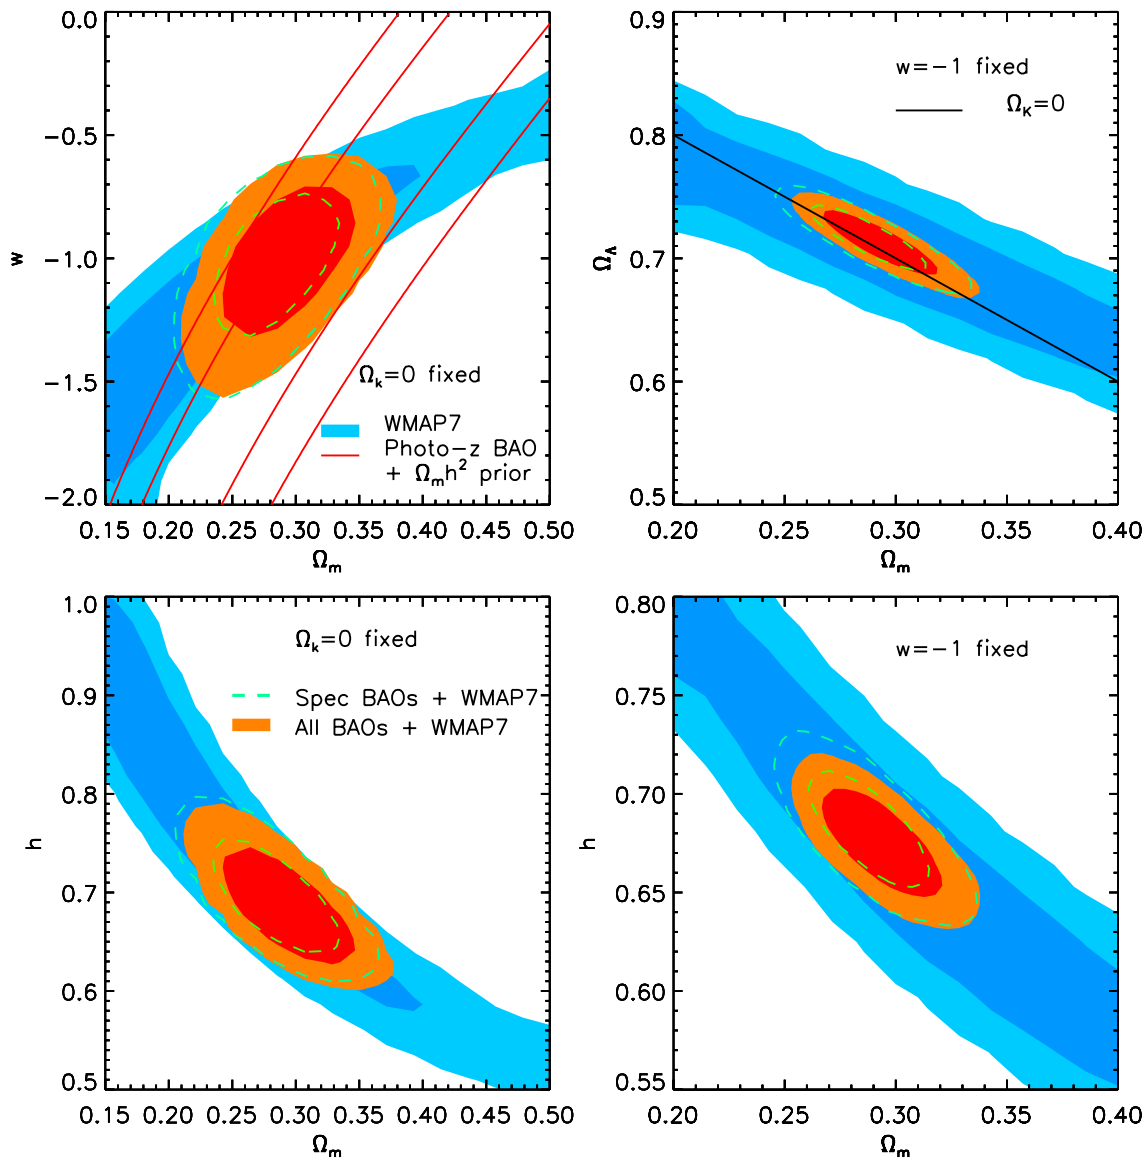 0.0
−0.5
−1.0
−1.5
−2.0
w
Ωk=0 fixed
WMAP7
Photo−z BAO
+ Ωmh² prior
0.15 0.20 0.25 0.30 0.35 0.40 0.45 0.50
Ωm
0.9
0.8
0.7
0.6
0.5
ΩΛ
w=−1 fixed
ΩK=0
0.20 0.25 0.30 0.35 0.40
Ωm
1.0
0.9
0.8
0.7
0.6
0.5
h
Ωk=0 fixed
Spec BAOs + WMAP7
All BAOs + WMAP7
0.15 0.20 0.25 0.30 0.35 0.40 0.45 0.50
Ωm
0.80
0.75
0.70
0.65
0.60
0.55
h
w=−1 fixed
0.20 0.25 0.30 0.35 0.40
Ωm